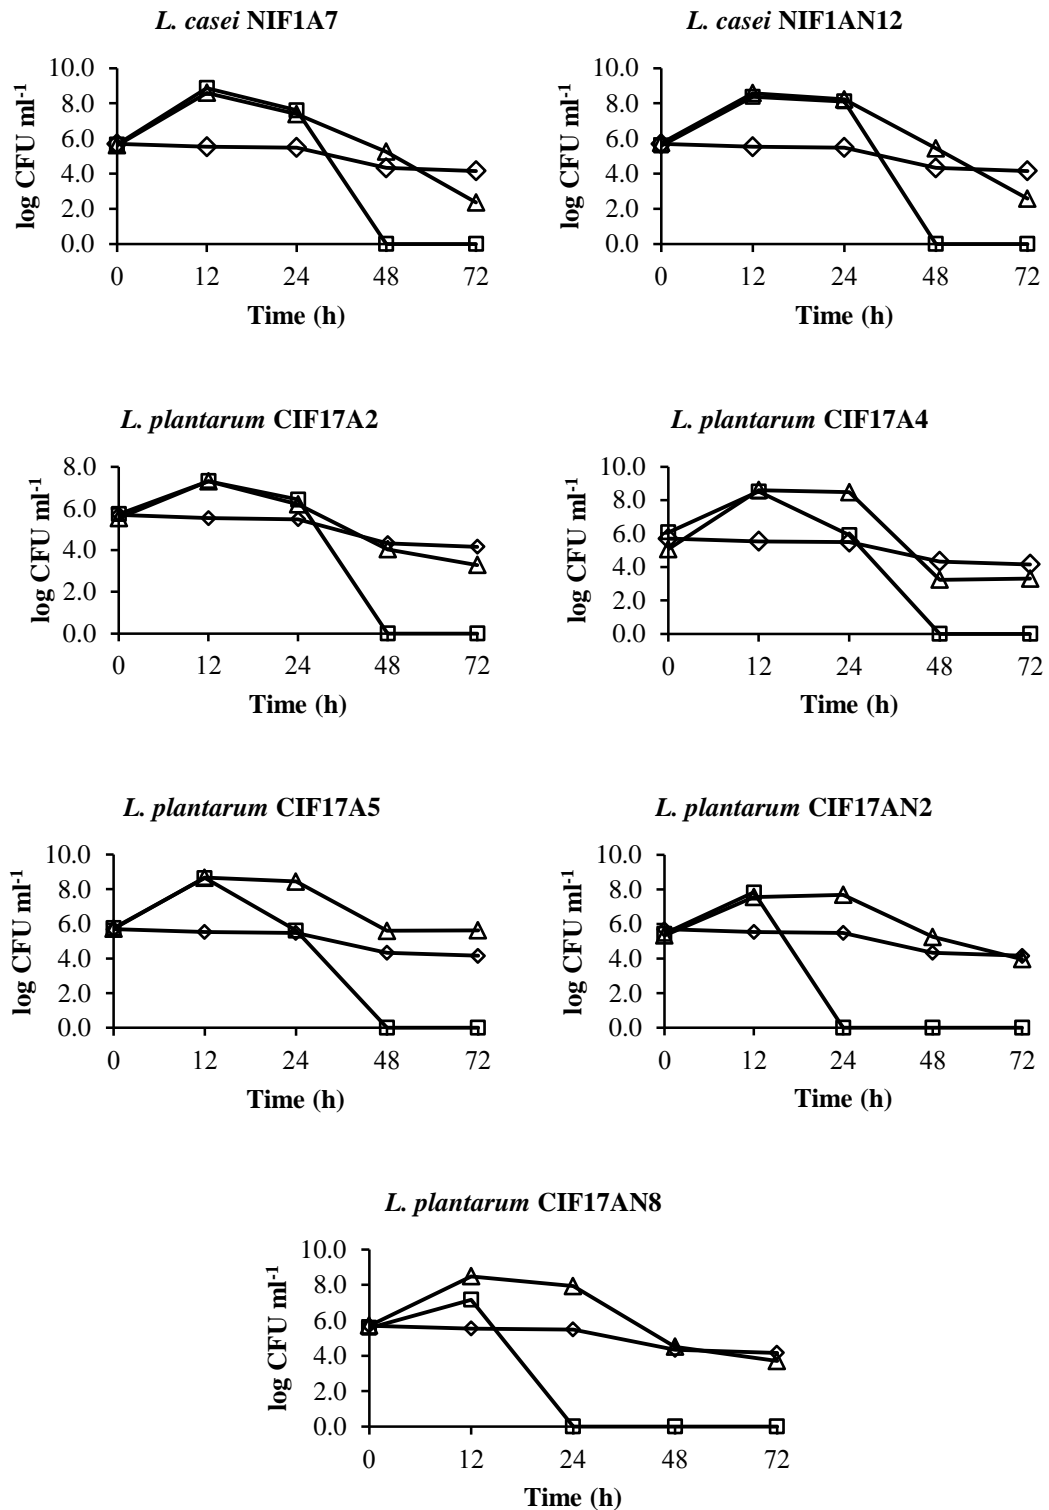 L. casei NIF1A7
10.0
8.0
6.0
4.0
2.0
0.0
log CFU ml-1
0 12 24 48 72
Time (h)
L. casei NIF1AN12
10.0
8.0
6.0
4.0
2.0
0.0
log CFU ml-1
0 12 24 48 72
Time (h)
L. plantarum CIF17A2
8.0
6.0
4.0
2.0
0.0
log CFU ml-1
0 12 24 48 72
Time (h)
L. plantarum CIF17A4
10.0
8.0
6.0
4.0
2.0
0.0
log CFU ml-1
0 12 24 48 72
Time (h)
L. plantarum CIF17A5
10.0
8.0
6.0
4.0
2.0
0.0
log CFU ml-1
0 12 24 48 72
Time (h)
L. plantarum CIF17AN2
10.0
8.0
6.0
4.0
2.0
0.0
log CFU ml-1
0 12 24 48 72
Time (h)
L. plantarum CIF17AN8
10.0
8.0
6.0
4.0
2.0
0.0
log CFU ml-1
0 12 24 48 72
Time (h)